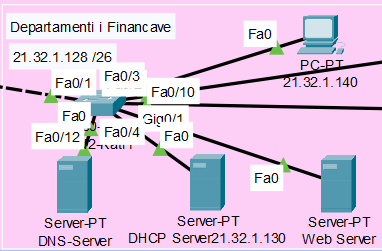 Departamenti i Financave
21.32.1.128 /26
Fa0
PC-PT
21.32.1.140
Fa0/1
Fa0/3
Fa0/10
Fa0
Gig0/1
Fa0/12
Fa0/4
Fa0
Fa0
Server-PT
DNS-Server
Server-PT
DHCP Server21.32.1.130
Server-PT
Web Server